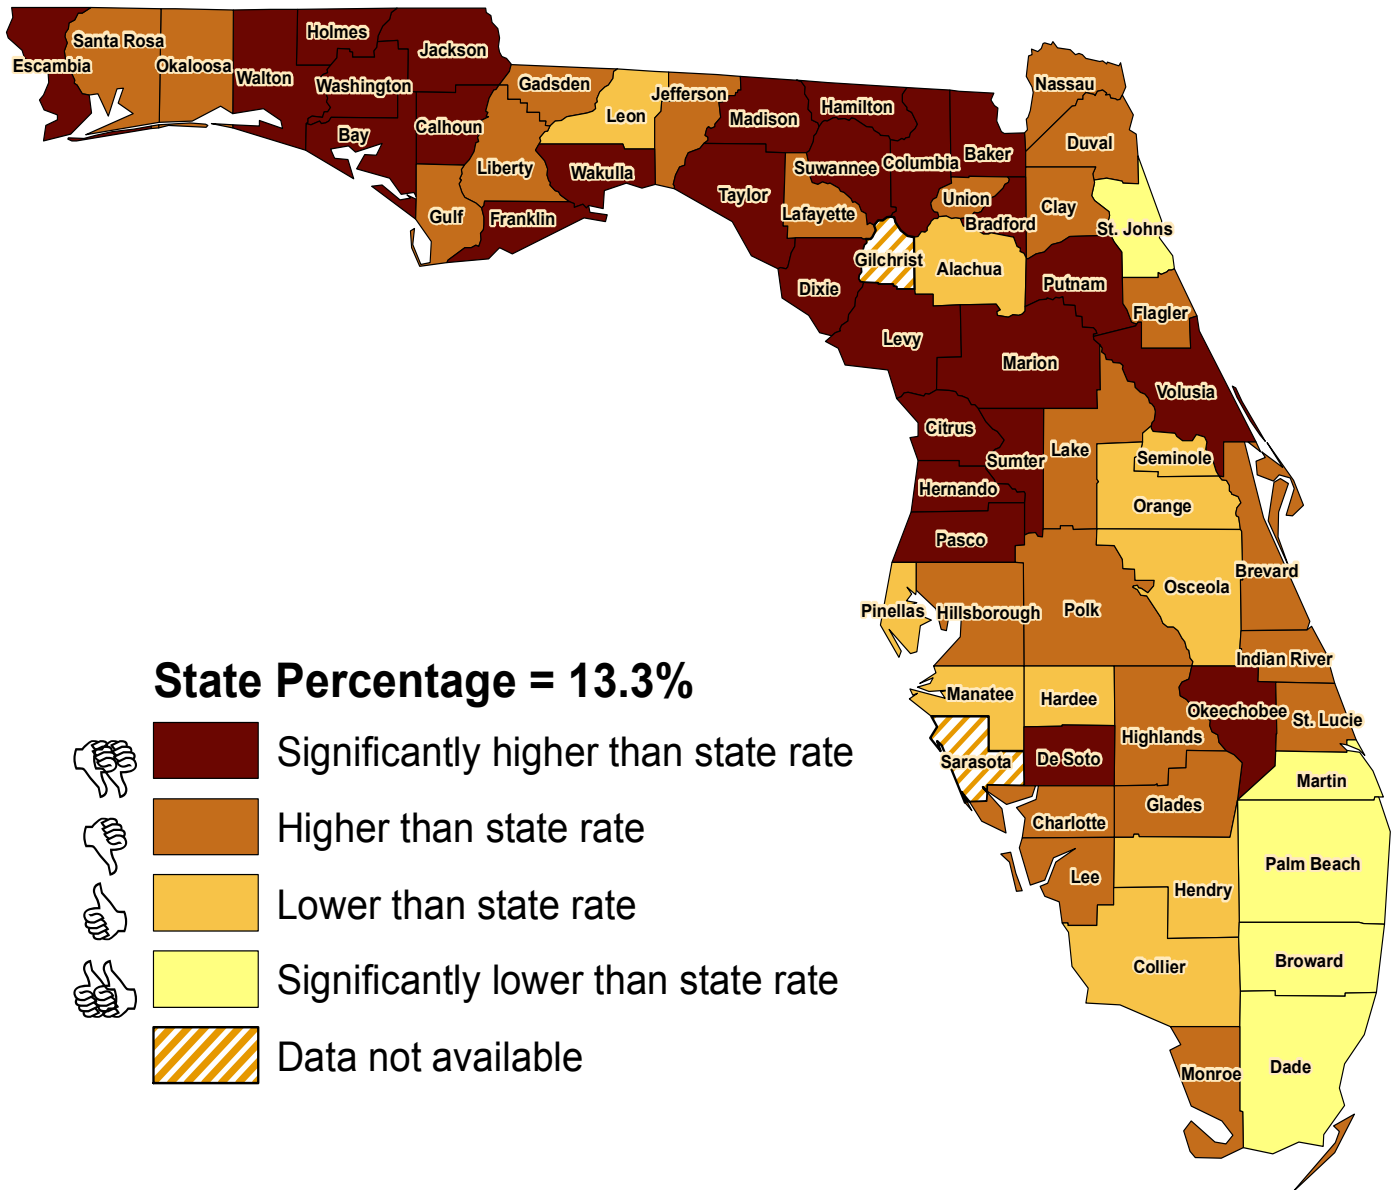 Holmes
Santa Rosa
Jackson
Escambia
Okaloosa
Walton
Washington
Gadsden
Nassau
Jefferson
Leon
Madison
Hamilton
Calhoun
Bay
Duval
Baker
Columbia
Suwannee
Liberty
Wakulla
Taylor
Union
Clay
Lafayette
Gulf
Franklin
Bradford
St. Johns
Gilchrist
Alachua
Putnam
Dixie
Flagler
Levy
Marion
Volusia
Citrus
Lake
Seminole
Sumter
Hernando
Orange
Pasco
Brevard
Osceola
Pinellas
Hillsborough
Polk
Indian River
State Percentage = 13.3%
Manatee
Hardee
Okeechobee
St. Lucie
Highlands
Significantly higher than state rate
De Soto
Sarasota
Martin
Glades
Charlotte
Higher than state rate
Palm Beach
Lee
Hendry
Lower than state rate
Collier
Broward
Significantly lower than state rate
Data not available
Dade
Monroe